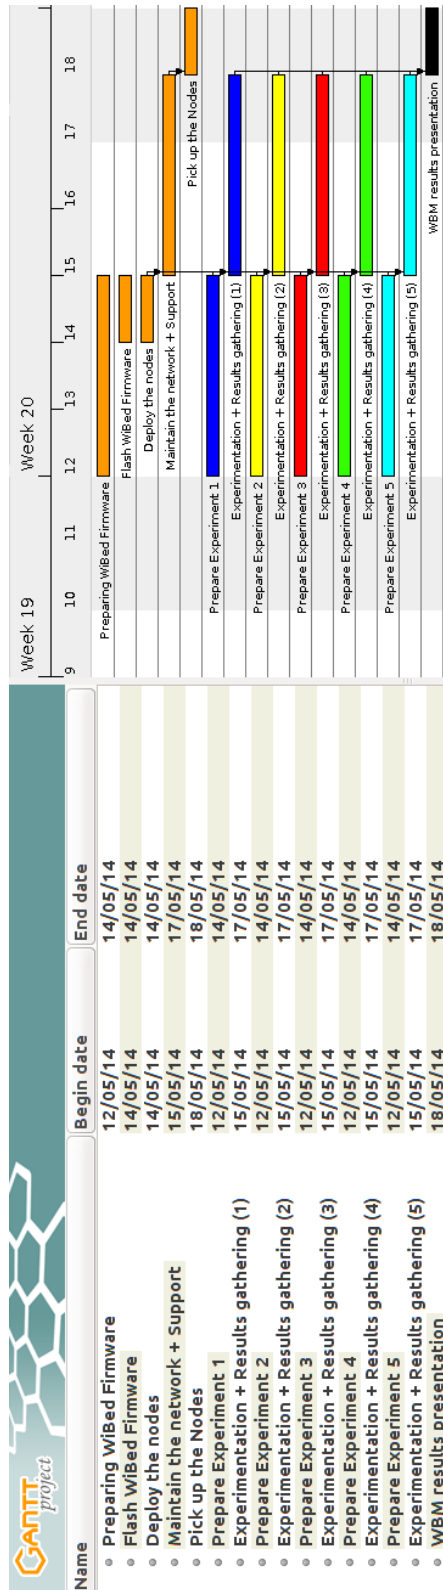 GANTT
project
Name Begin date End date
Preparing WiBed Firmware 12/05/14 14/05/14
Flash WiBed Firmware 14/05/14 14/05/14
Deploy the nodes 14/05/14 14/05/14
Maintain the network + Support 15/05/14 17/05/14
Pick up the Nodes 18/05/14 18/05/14
Prepare Experiment 1 12/05/14 14/05/14
Experimentation + Results gathering (1) 15/05/14 17/05/14
Prepare Experiment 2 12/05/14 14/05/14
Experimentation + Results gathering (2) 15/05/14 17/05/14
Prepare Experiment 3 12/05/14 14/05/14
Experimentation + Results gathering (3) 15/05/14 17/05/14
Prepare Experiment 4 12/05/14 14/05/14
Experimentation + Results gathering (4) 15/05/14 17/05/14
Prepare Experiment 5 12/05/14 14/05/14
Experimentation + Results gathering (5) 15/05/14 17/05/14
WBM results presentation 18/05/14 18/05/14
Week 19 Week 20
9 10 11 12 13 14 15 16 17 18
Preparing WiBed Firmware
Flash WiBed Firmware
Deploy the nodes
Maintain the network + Support
Pick up the Nodes
Prepare Experiment 1
Experimentation + Results gathering (1)
Prepare Experiment 2
Experimentation + Results gathering (2)
Prepare Experiment 3
Experimentation + Results gathering (3)
Prepare Experiment 4
Experimentation + Results gathering (4)
Prepare Experiment 5
Experimentation + Results gathering (5)
WBM results presentation